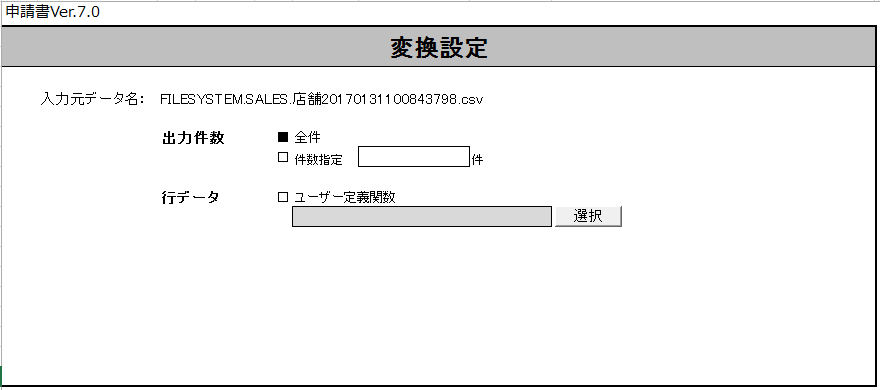 申請書Ver.7.0
変換設定
入力元データ名: FILESYSTEM.SALES.店舗20170131100843798.csv
出力件数 ■ 全件
□ 件数指定 件
行データ □ ユーザー定義関数
選択